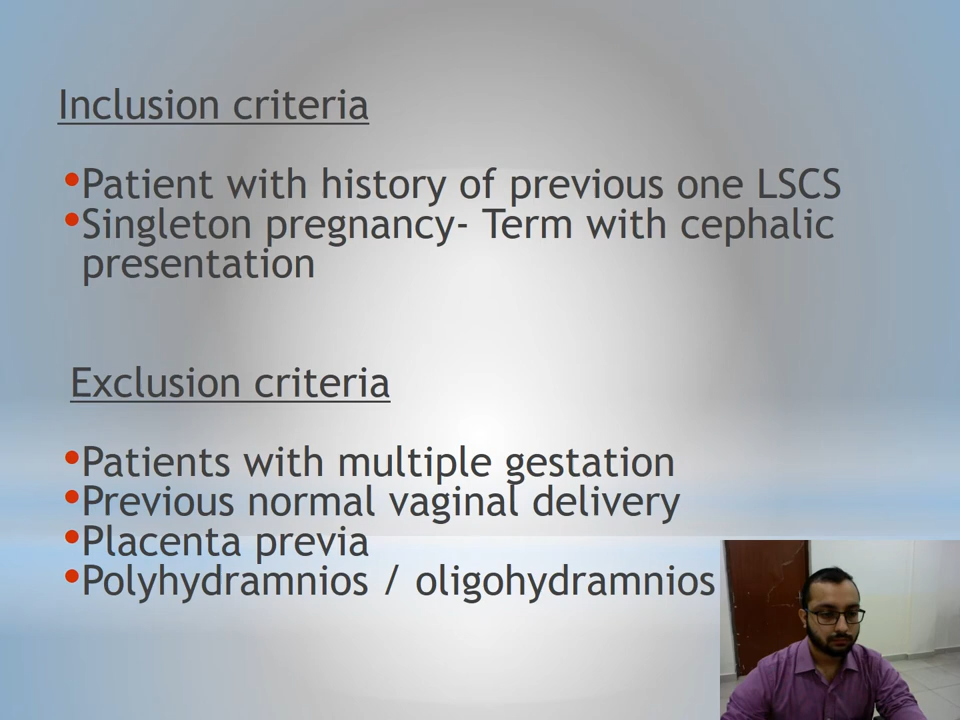 Inclusion criteria
•Patient with history of previous one LSCS
•Singleton pregnancy- Term with cephalic
presentation
Exclusion criteria
•Patients with multiple gestation
•Previous normal vaginal delivery
•Placenta previa
•Polyhydramnios / oligohydramnios